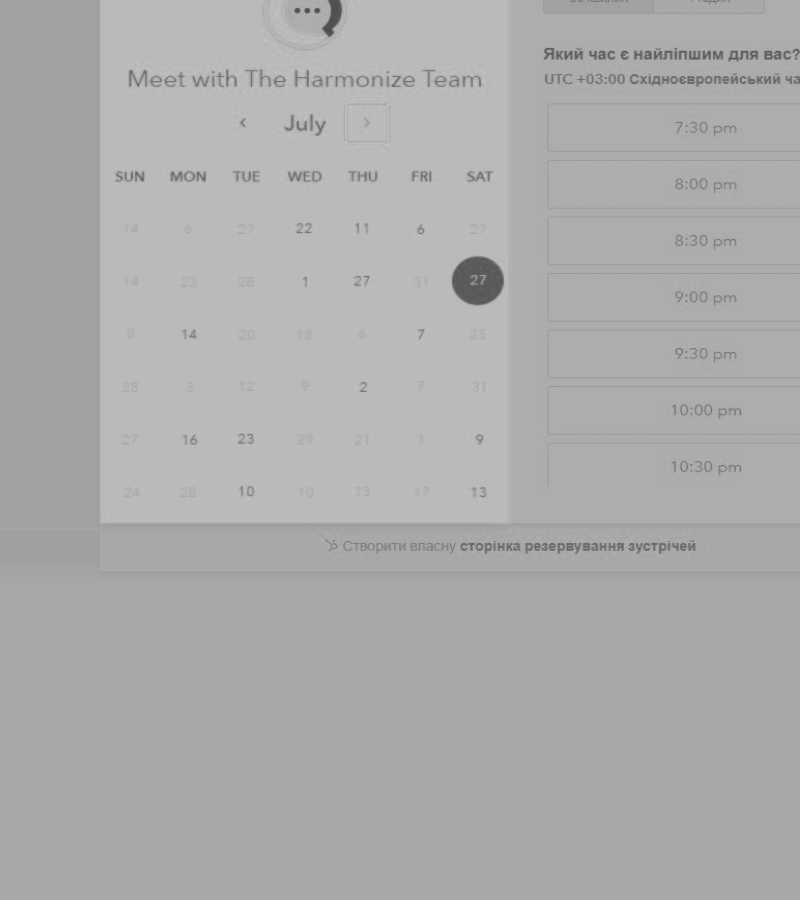 Meet with The Harmonize Team
July
SUN MON TUE WED THU FRI SAT
14 6 27 22 11 6 27
14 22 28 1 27 31 27
8 14 20 18 6 7 25
28 3 12 9 2 7 31
27 16 23 29 21 1 9
24 28 10 10 13 17 13
Який час є найліпшим для вас?
UTC +03:00 Східноєвропейський ча
7:30 pm
8:00 pm
8:30 pm
9:00 pm
9:30 pm
10:00 pm
10:30 pm
Створити власну сторінка резервування зустрічей